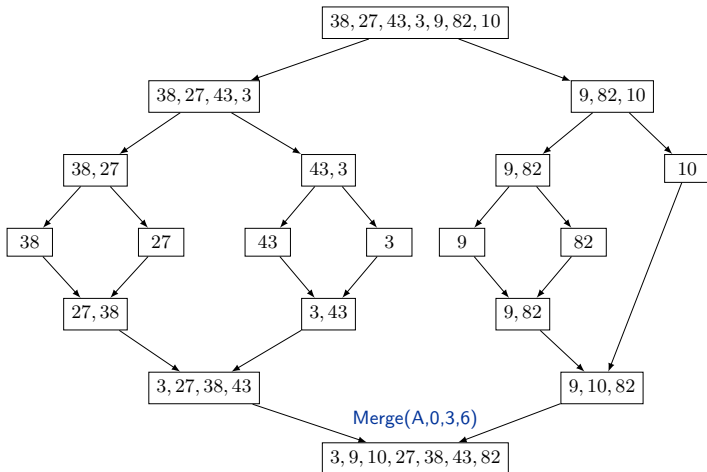 38, 27, 43, 3, 9, 82, 10
38, 27, 43, 3
9, 82, 10
38, 27
43, 3
9, 82
10
38
27
43
3
9
82
27, 38
3, 43
9, 82
3, 27, 38, 43
9, 10, 82
Merge(A,0,3,6)
3, 9, 10, 27, 38, 43, 82